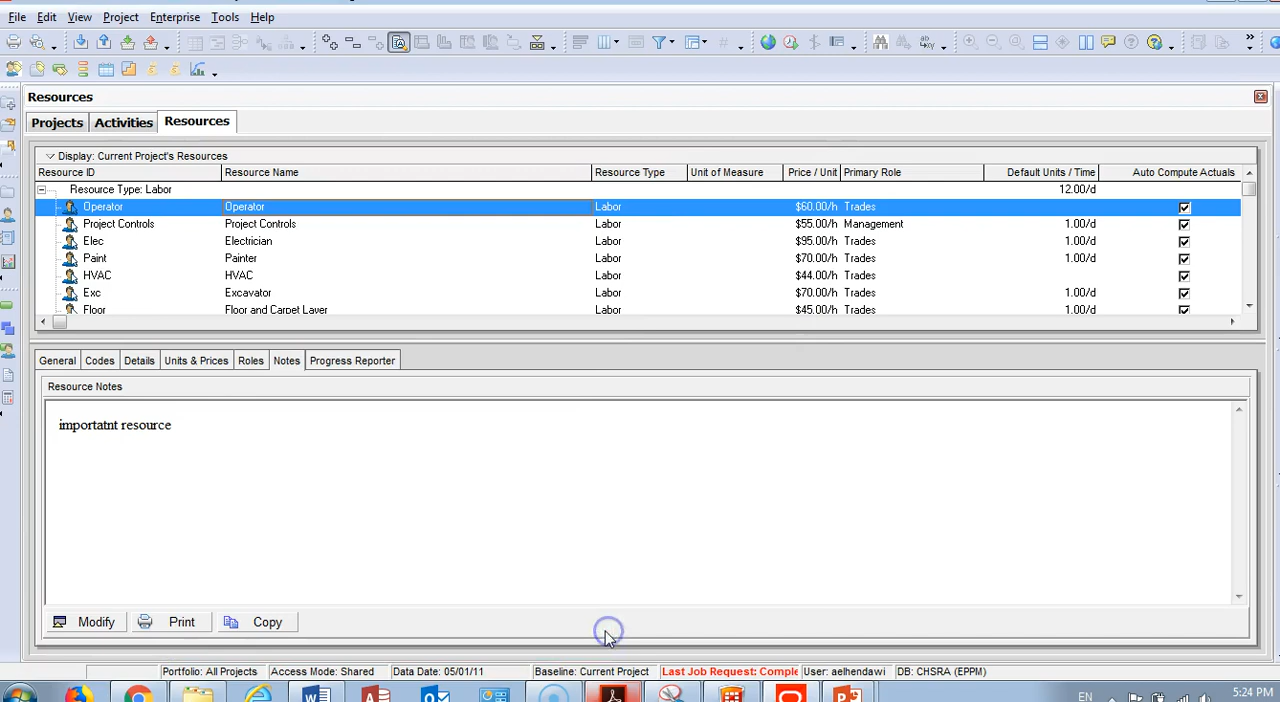 File Edit View Project Enterprise Tools Help
Resources
Projects Activities Resources
Display: Current Project's Resources
Resource ID Resource Name Resource Type Unit of Measure Price / Unit Primary Role Default Units / Time Auto Compute Actuals
Resource Type: Labor 12.00/d
Operator Operator Labor $60.00/h Trades
Project Controls Project Controls Labor $55.00/h Management 1.00/d
Elec Electrician Labor $95.00/h Trades 1.00/d
Paint Painter Labor $70.00/h Trades 1.00/d
HVAC HVAC Labor $44.00/h
Exc Excavator Labor $70.00/h Trades 1.00/d
Floor Floor and Carpet Layer Labor $45.00/h Trades 1.00/d
General Codes Details Units & Prices Roles Notes Progress Reporter
Resource Notes
importatnt resource
Modify Print Copy
Portfolio: All Projects Access Mode: Shared Data Date: 05/01/11 Baseline: Current Project Last Job Request: Comple User: aelhendawi DB: CHSRA (EPPM)
EN 5:24 PM